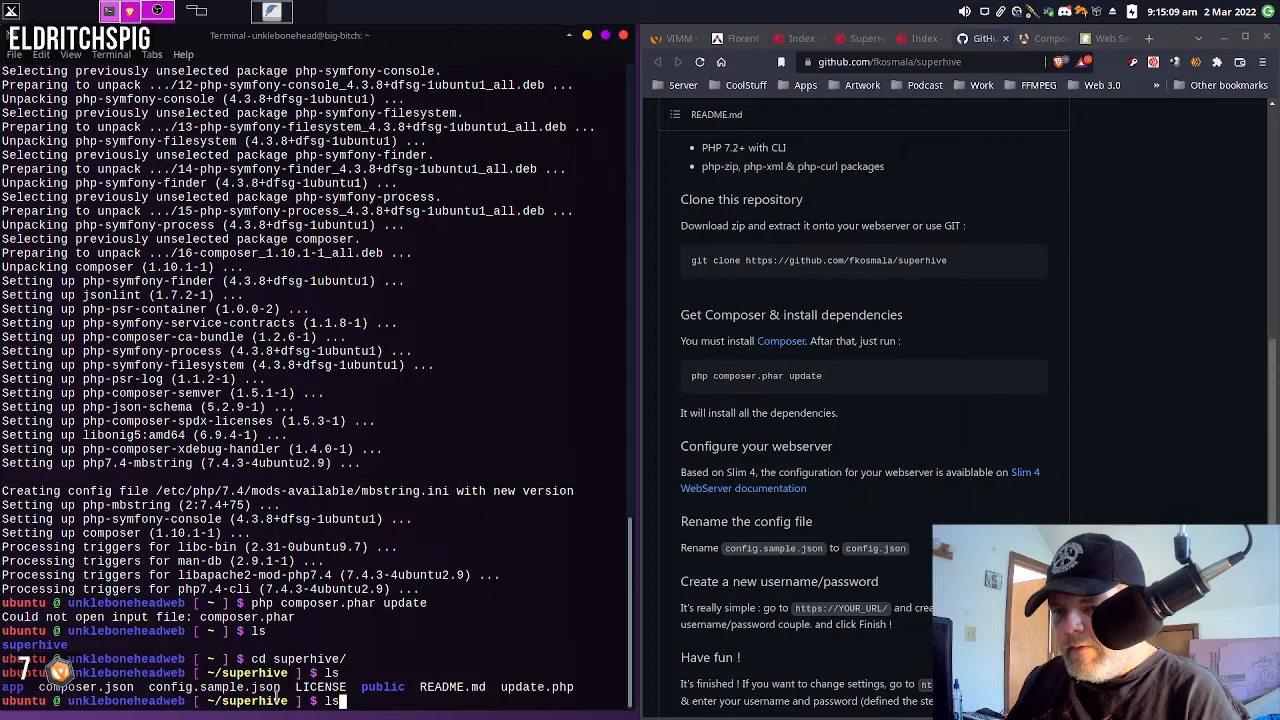 9:15:09 am 2 Mar 2022
ELDRITCHSPIG
Terminal - unklebonehead@big-bitch: ~
File Edit View Terminal Tabs Help
Selecting previously unselected package php-symfony-console.
Preparing to unpack .../12-php-symfony-console_4.3.8+dfsg-1ubuntu1_all.deb ...
Unpacking php-symfony-console (4.3.8+dfsg-1ubuntu1) ...
Selecting previously unselected package php-symfony-filesystem.
Preparing to unpack .../13-php-symfony-filesystem_4.3.8+dfsg-1ubuntu1_all.deb ...
Unpacking php-symfony-filesystem (4.3.8+dfsg-1ubuntu1) ...
Selecting previously unselected package php-symfony-finder.
Preparing to unpack .../14-php-symfony-finder_4.3.8+dfsg-1ubuntu1_all.deb ...
Unpacking php-symfony-finder (4.3.8+dfsg-1ubuntu1) ...
Selecting previously unselected package php-symfony-process.
Preparing to unpack .../15-php-symfony-process_4.3.8+dfsg-1ubuntu1_all.deb ...
Unpacking php-symfony-process (4.3.8+dfsg-1ubuntu1) ...
Selecting previously unselected package composer.
Preparing to unpack .../16-composer_1.10.1-1_all.deb ...
Unpacking composer (1.10.1-1) ...
Setting up php-symfony-finder (4.3.8+dfsg-1ubuntu1) ...
Setting up jsonlint (1.7.2-1) ...
Setting up php-psr-container (1.0.0-2) ...
Setting up php-symfony-service-contracts (1.1.8-1) ...
Setting up php-composer-ca-bundle (1.2.6-1) ...
Setting up php-symfony-process (4.3.8+dfsg-1ubuntu1) ...
Setting up php-symfony-filesystem (4.3.8+dfsg-1ubuntu1) ...
Setting up php-psr-log (1.1.2-1) ...
Setting up php-composer-semver (1.5.1-1) ...
Setting up php-json-schema (5.2.9-1) ...
Setting up php-composer-spdx-licenses (1.5.3-1) ...
Setting up libonig5:amd64 (6.9.4-1) ...
Setting up php-composer-xdebug-handler (1.4.0-1) ...
Setting up php7.4-mbstring (7.4.3-4ubuntu2.9) ...
Creating config file /etc/php/7.4/mods-available/mbstring.ini with new version
Setting up php-mbstring (2:7.4+75) ...
Setting up php-symfony-console (4.3.8+dfsg-1ubuntu1) ...
Setting up composer (1.10.1-1) ...
Processing triggers for libc-bin (2.31-0ubuntu9.7) ...
Processing triggers for man-db (2.9.1-1) ...
Processing triggers for libapache2-mod-php7.4 (7.4.3-4ubuntu2.9) ...
Processing triggers for php7.4-cli (7.4.3-4ubuntu2.9) ...
ubuntu @ unkleboneheadweb [ ~ ] $ php composer.phar update
Could not open input file: composer.phar
ubuntu @ unkleboneheadweb [ ~ ] $ ls
superhive
ubuntu @ unkleboneheadweb [ ~ ] $ cd superhive/
ubuntu @ unkleboneheadweb [ ~/superhive ] $ ls
app composer.json config.sample.json LICENSE public README.md update.php
ubuntu @ unkleboneheadweb [ ~/superhive ] $ ls
7
VIMM Florent Index - SuperH Index - GitHu Compo Web Ser
github.com/fkosmala/superhive
Server CoolStuff Apps Artwork Podcast Work FFMPEG Web 3.0 » Other bookmarks
README.md
PHP 7.2+ with CLI
php-zip, php-xml & php-curl packages
Clone this repository
Download zip and extract it onto your webserver or use GIT :
git clone https://github.com/fkosmala/superhive
Get Composer & install dependencies
You must install Composer. Aftar that, just run :
php composer.phar update
It will install all the dependencies.
Configure your webserver
Based on Slim 4, the configuration for your webserver is avaiblable on Slim 4
WebServer documentation
Rename the config file
Rename config.sample.json to config.json
Create a new username/password
It's really simple : go to https://YOUR_URL/ and crea
username/password couple. and click Finish !
Have fun !
It's finished ! If you want to change settings, go to ht
your username and password (defined the ste